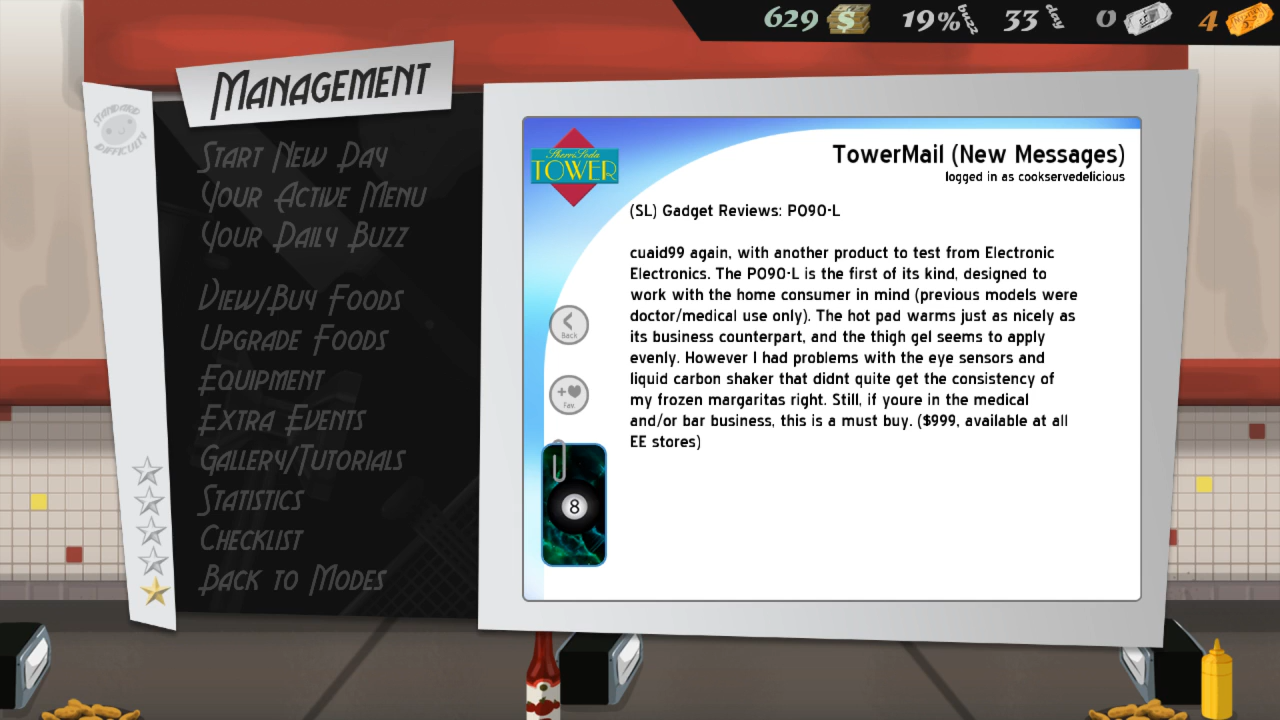 629 $ 19% buzz 33 day 0 4
STANDARD DIFFICULTY
MANAGEMENT
START NEW DAY
YOUR ACTIVE MENU
YOUR DAILY BUZZ
VIEW/BUY FOODS
UPGRADE FOODS
EQUIPMENT
EXTRA EVENTS
GALLERY/TUTORIALS
STATISTICS
CHECKLIST
BACK TO MODES
SherriSoda
TOWER
TowerMail (New Messages)
logged in as cookservedelicious
(SL) Gadget Reviews: PO90-L
cuaid99 again, with another product to test from Electronic
Electronics. The PO90-L is the first of its kind, designed to
work with the home consumer in mind (previous models were
doctor/medical use only). The hot pad warms just as nicely as
its business counterpart, and the thigh gel seems to apply
evenly. However I had problems with the eye sensors and
liquid carbon shaker that didnt quite get the consistency of
my frozen margaritas right. Still, if youre in the medical
and/or bar business, this is a must buy. ($999, available at all
EE stores)
Back
+
Fav.
8